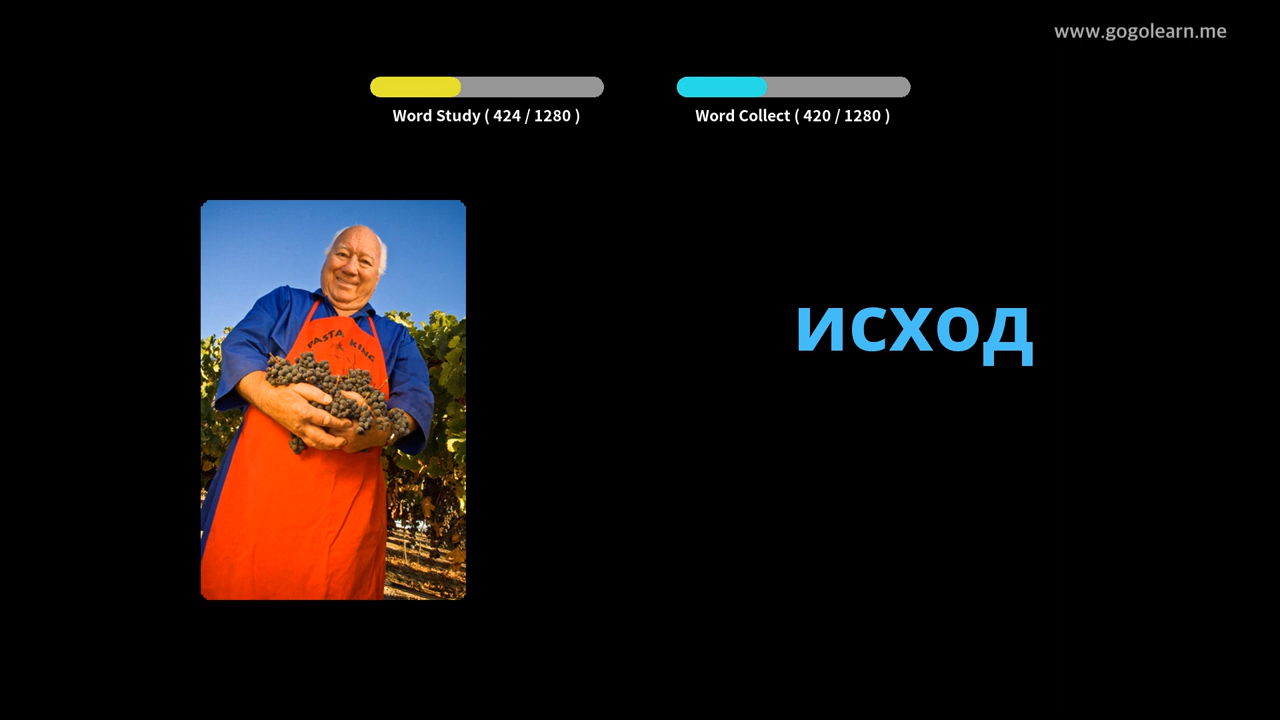 www.gogolearn.me
Word Study ( 424 / 1280 )
Word Collect ( 420 / 1280 )
исход
PASTA KING